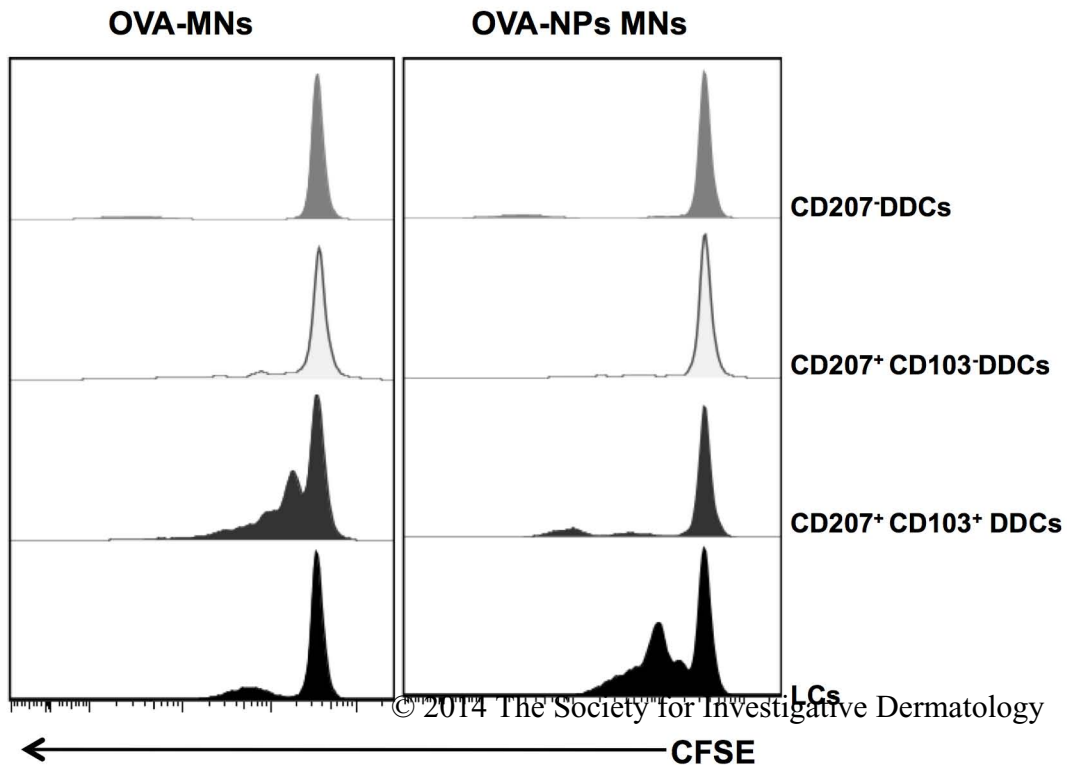 OVA-MNs
OVA-NPs MNs
CD207⁻DDCs
CD207⁺ CD103⁻DDCs
CD207⁺ CD103⁺ DDCs
LCs
© 2014 The Society for Investigative Dermatology
CFSE